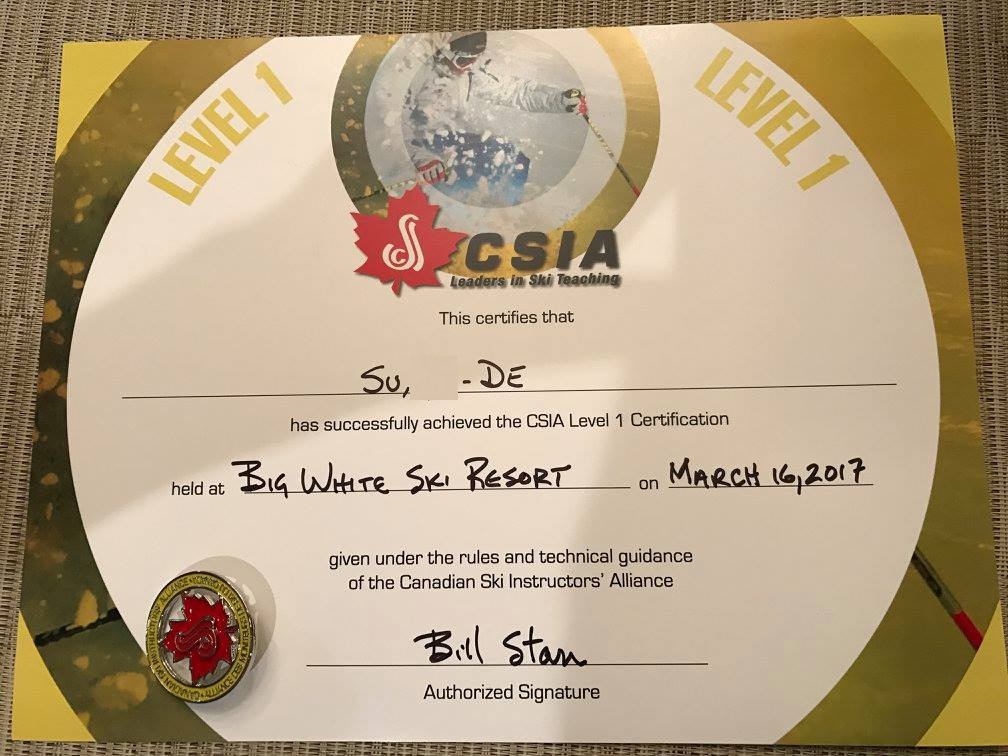 LEVEL 1
LEVEL 1
CSIA
Leaders in Ski Teaching
This certifies that
SU, - DE
has successfully achieved the CSIA Level 1 Certification
held at BIG WHITE SKI RESORT on MARCH 16, 2017
given under the rules and technical guidance
of the Canadian Ski Instructors' Alliance
Bill Stan
Authorized Signature